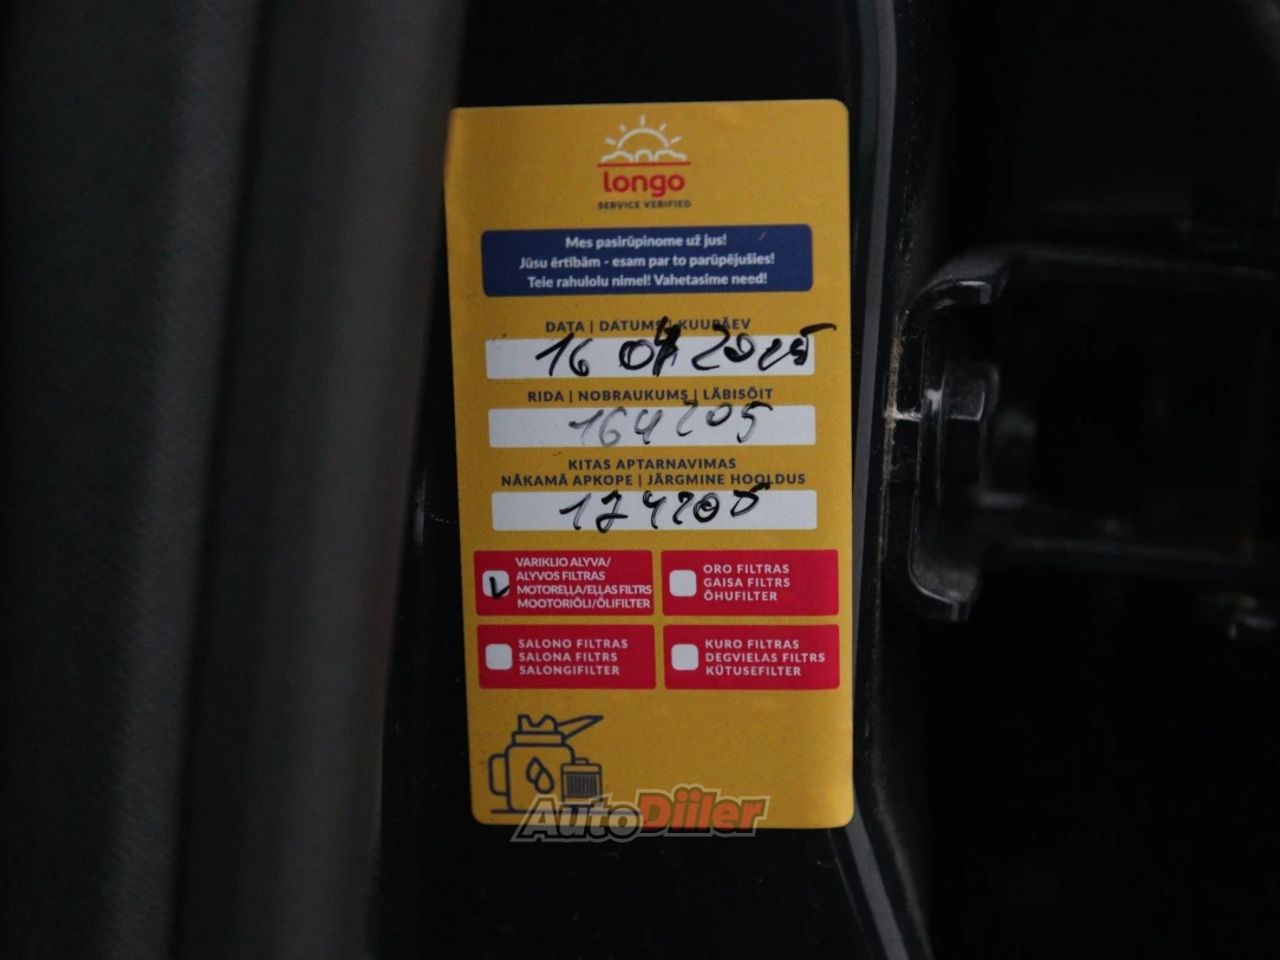 longo
SERVICE VERIFIED
Mes pasirūpinome už jus!
Jūsu ērtībām - esam par to parūpējušies!
Teie rahulolu nimel! Vahetasime need!
DATA | DATUMS | KUUPÄEV
16 04 2025
RIDA | NOBRAUKUMS | LÄBISÕIT
164205
KITAS APTARNAVIMAS
NĀKAMĀ APKOPE | JÄRGMINE HOOLDUS
174205
VARIKLIO ALYVA/
ALYVOS FILTRAS
MOTOREĻĻA/EĻĻAS FILTRS
MOOTORIÕLI/ÕLIFILTER
ORO FILTRAS
GAISA FILTRS
ÕHUFILTER
SALONO FILTRAS
SALONA FILTRS
SALONGIFILTER
KURO FILTRAS
DEGVIELAS FILTRS
KÜTUSEFILTER
AutoDiiler